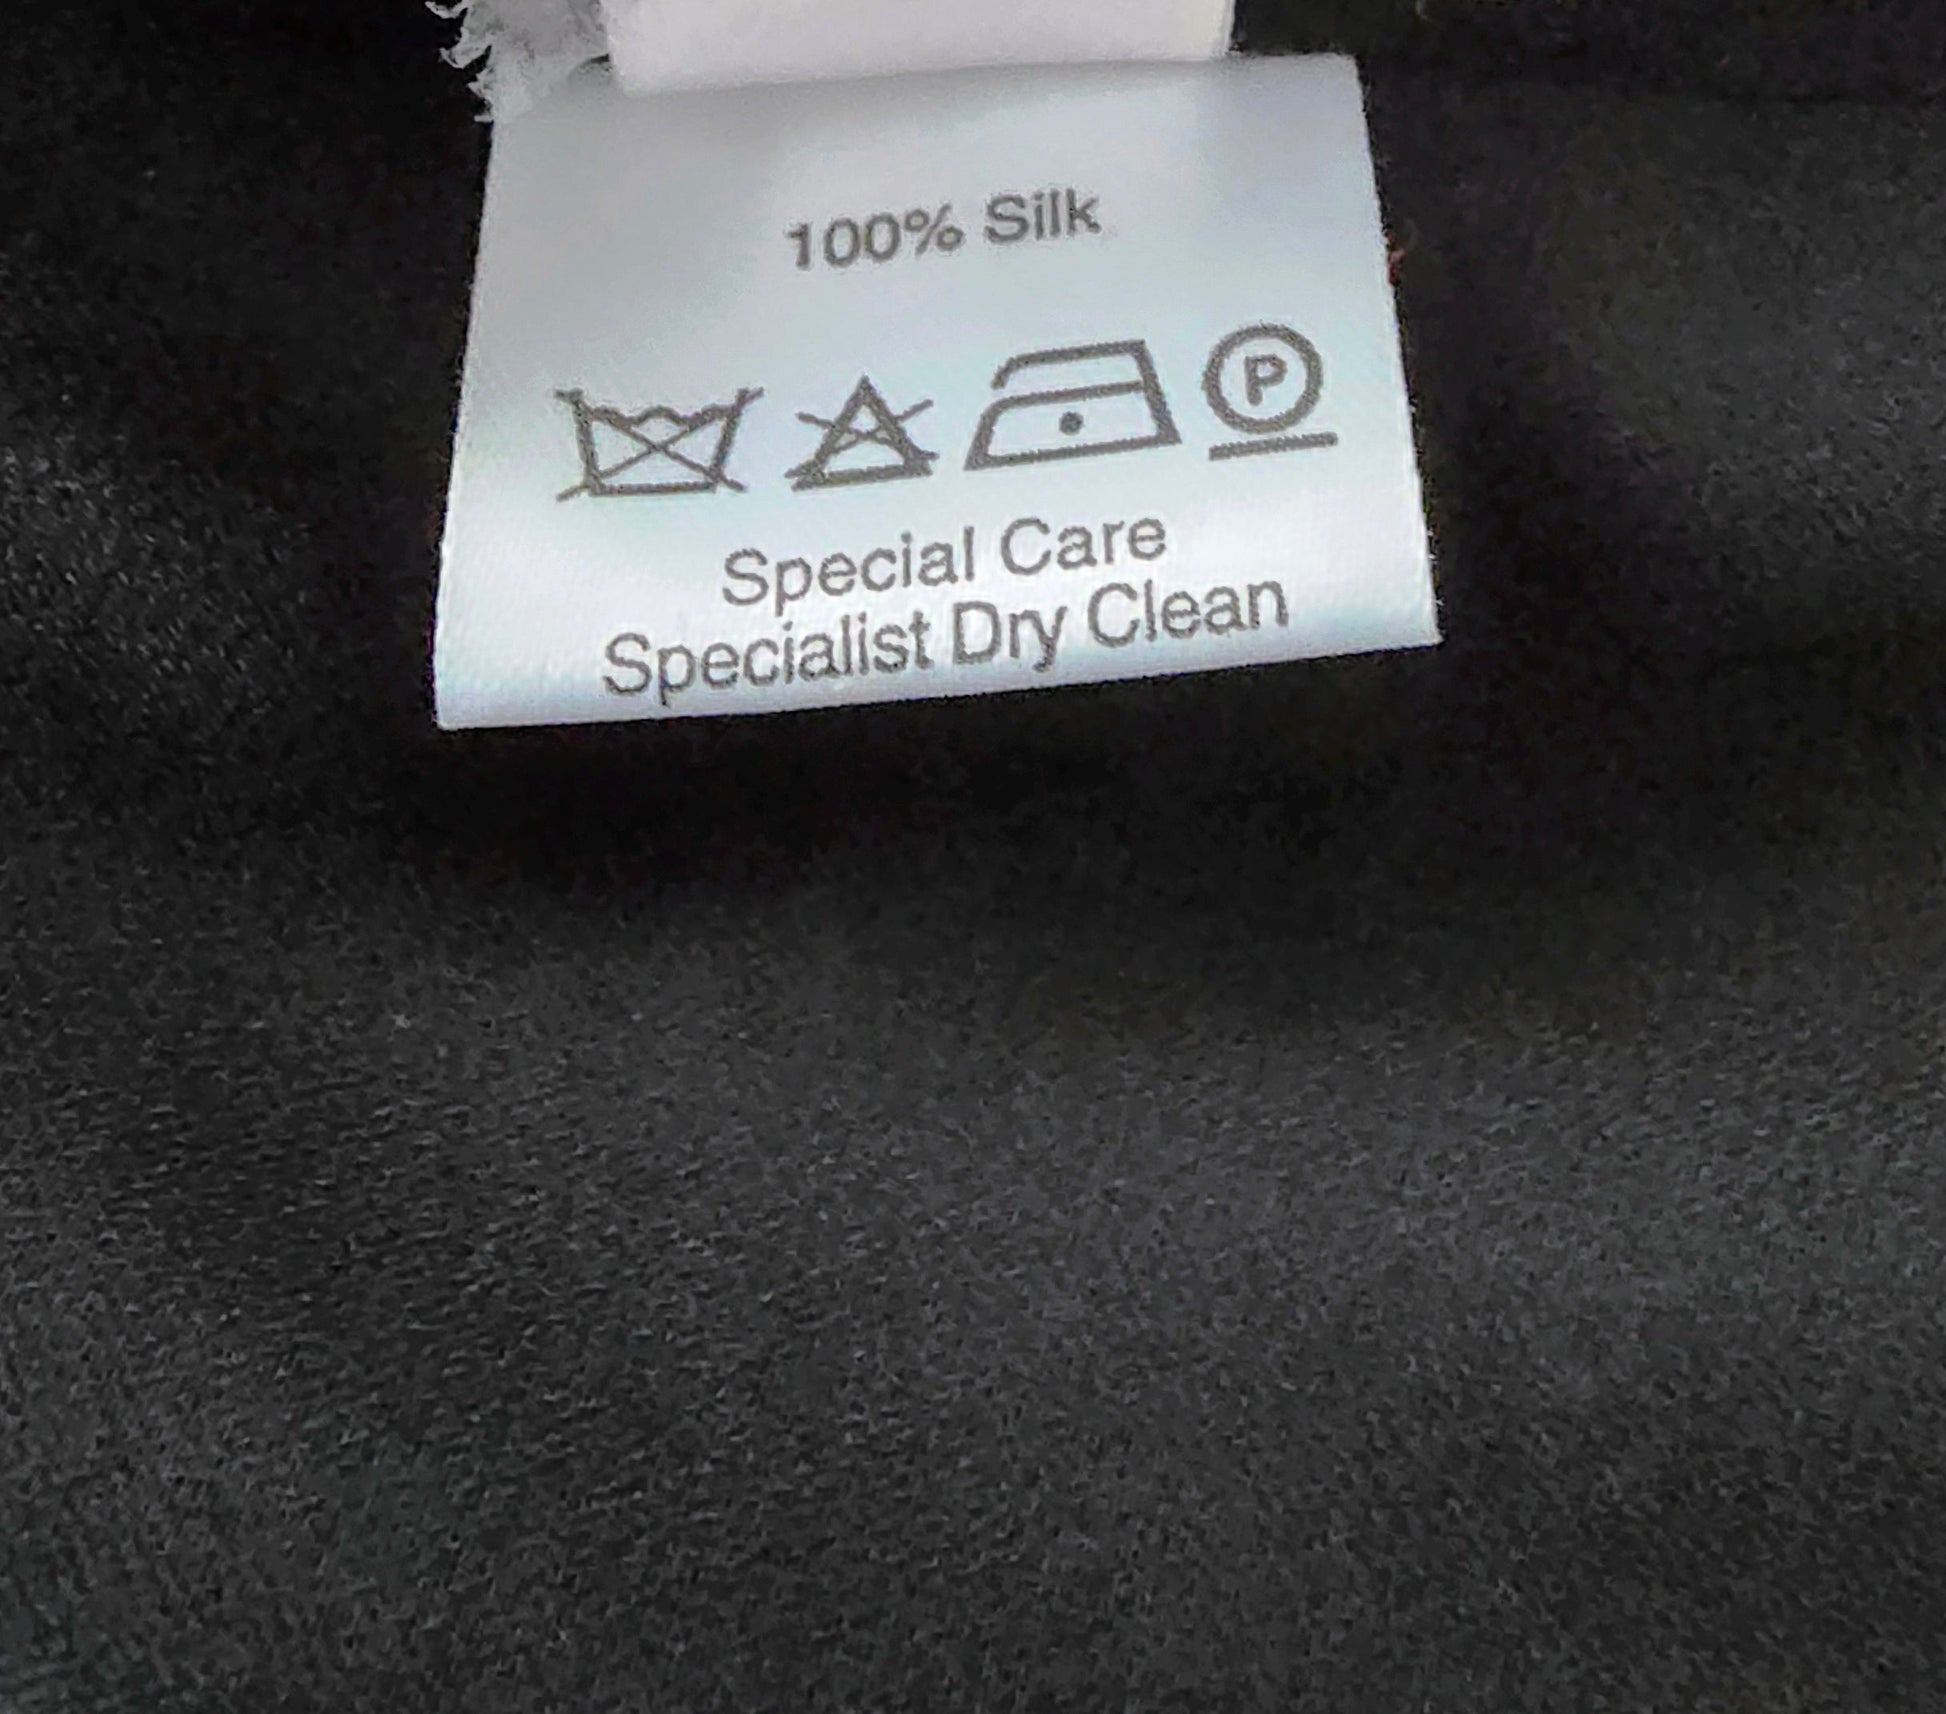 100% Silk
P
Special Care
Specialist Dry Clean